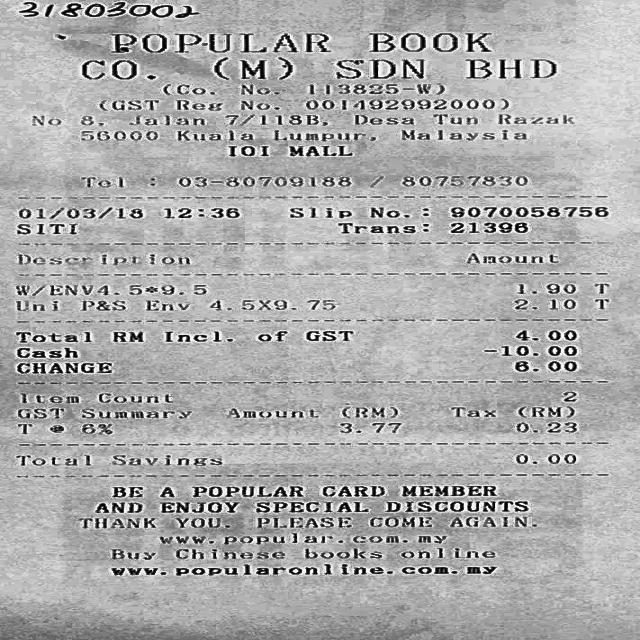 31803002
POPULAR BOOK
CO. (M) SDN BHD
(Co. No. 113825-W)
(GST Reg No. 001492992000)
No 8, Jalan 7/118B, Desa Tun Razak
56000 Kuala Lumpur, Malaysia
IOI MALL
Tel : 03-80709188 / 80757830
01/03/18 12:36 Slip No.: 9070058756
SITI Trans: 21396
Description Amount
W/ENV4.5*9.5 1.90 T
Uni P&S Env 4.5X9.75 2.10 T
Total RM Incl. of GST 4.00
Cash -10.00
CHANGE 6.00
Item Count 2
GST Summary Amount (RM) Tax (RM)
T @ 6% 3.77 0.23
Total Savings 0.00
BE A POPULAR CARD MEMBER
AND ENJOY SPECIAL DISCOUNTS
THANK YOU. PLEASE COME AGAIN.
www.popular.com.my
Buy Chinese books online
www.popularonline.com.my